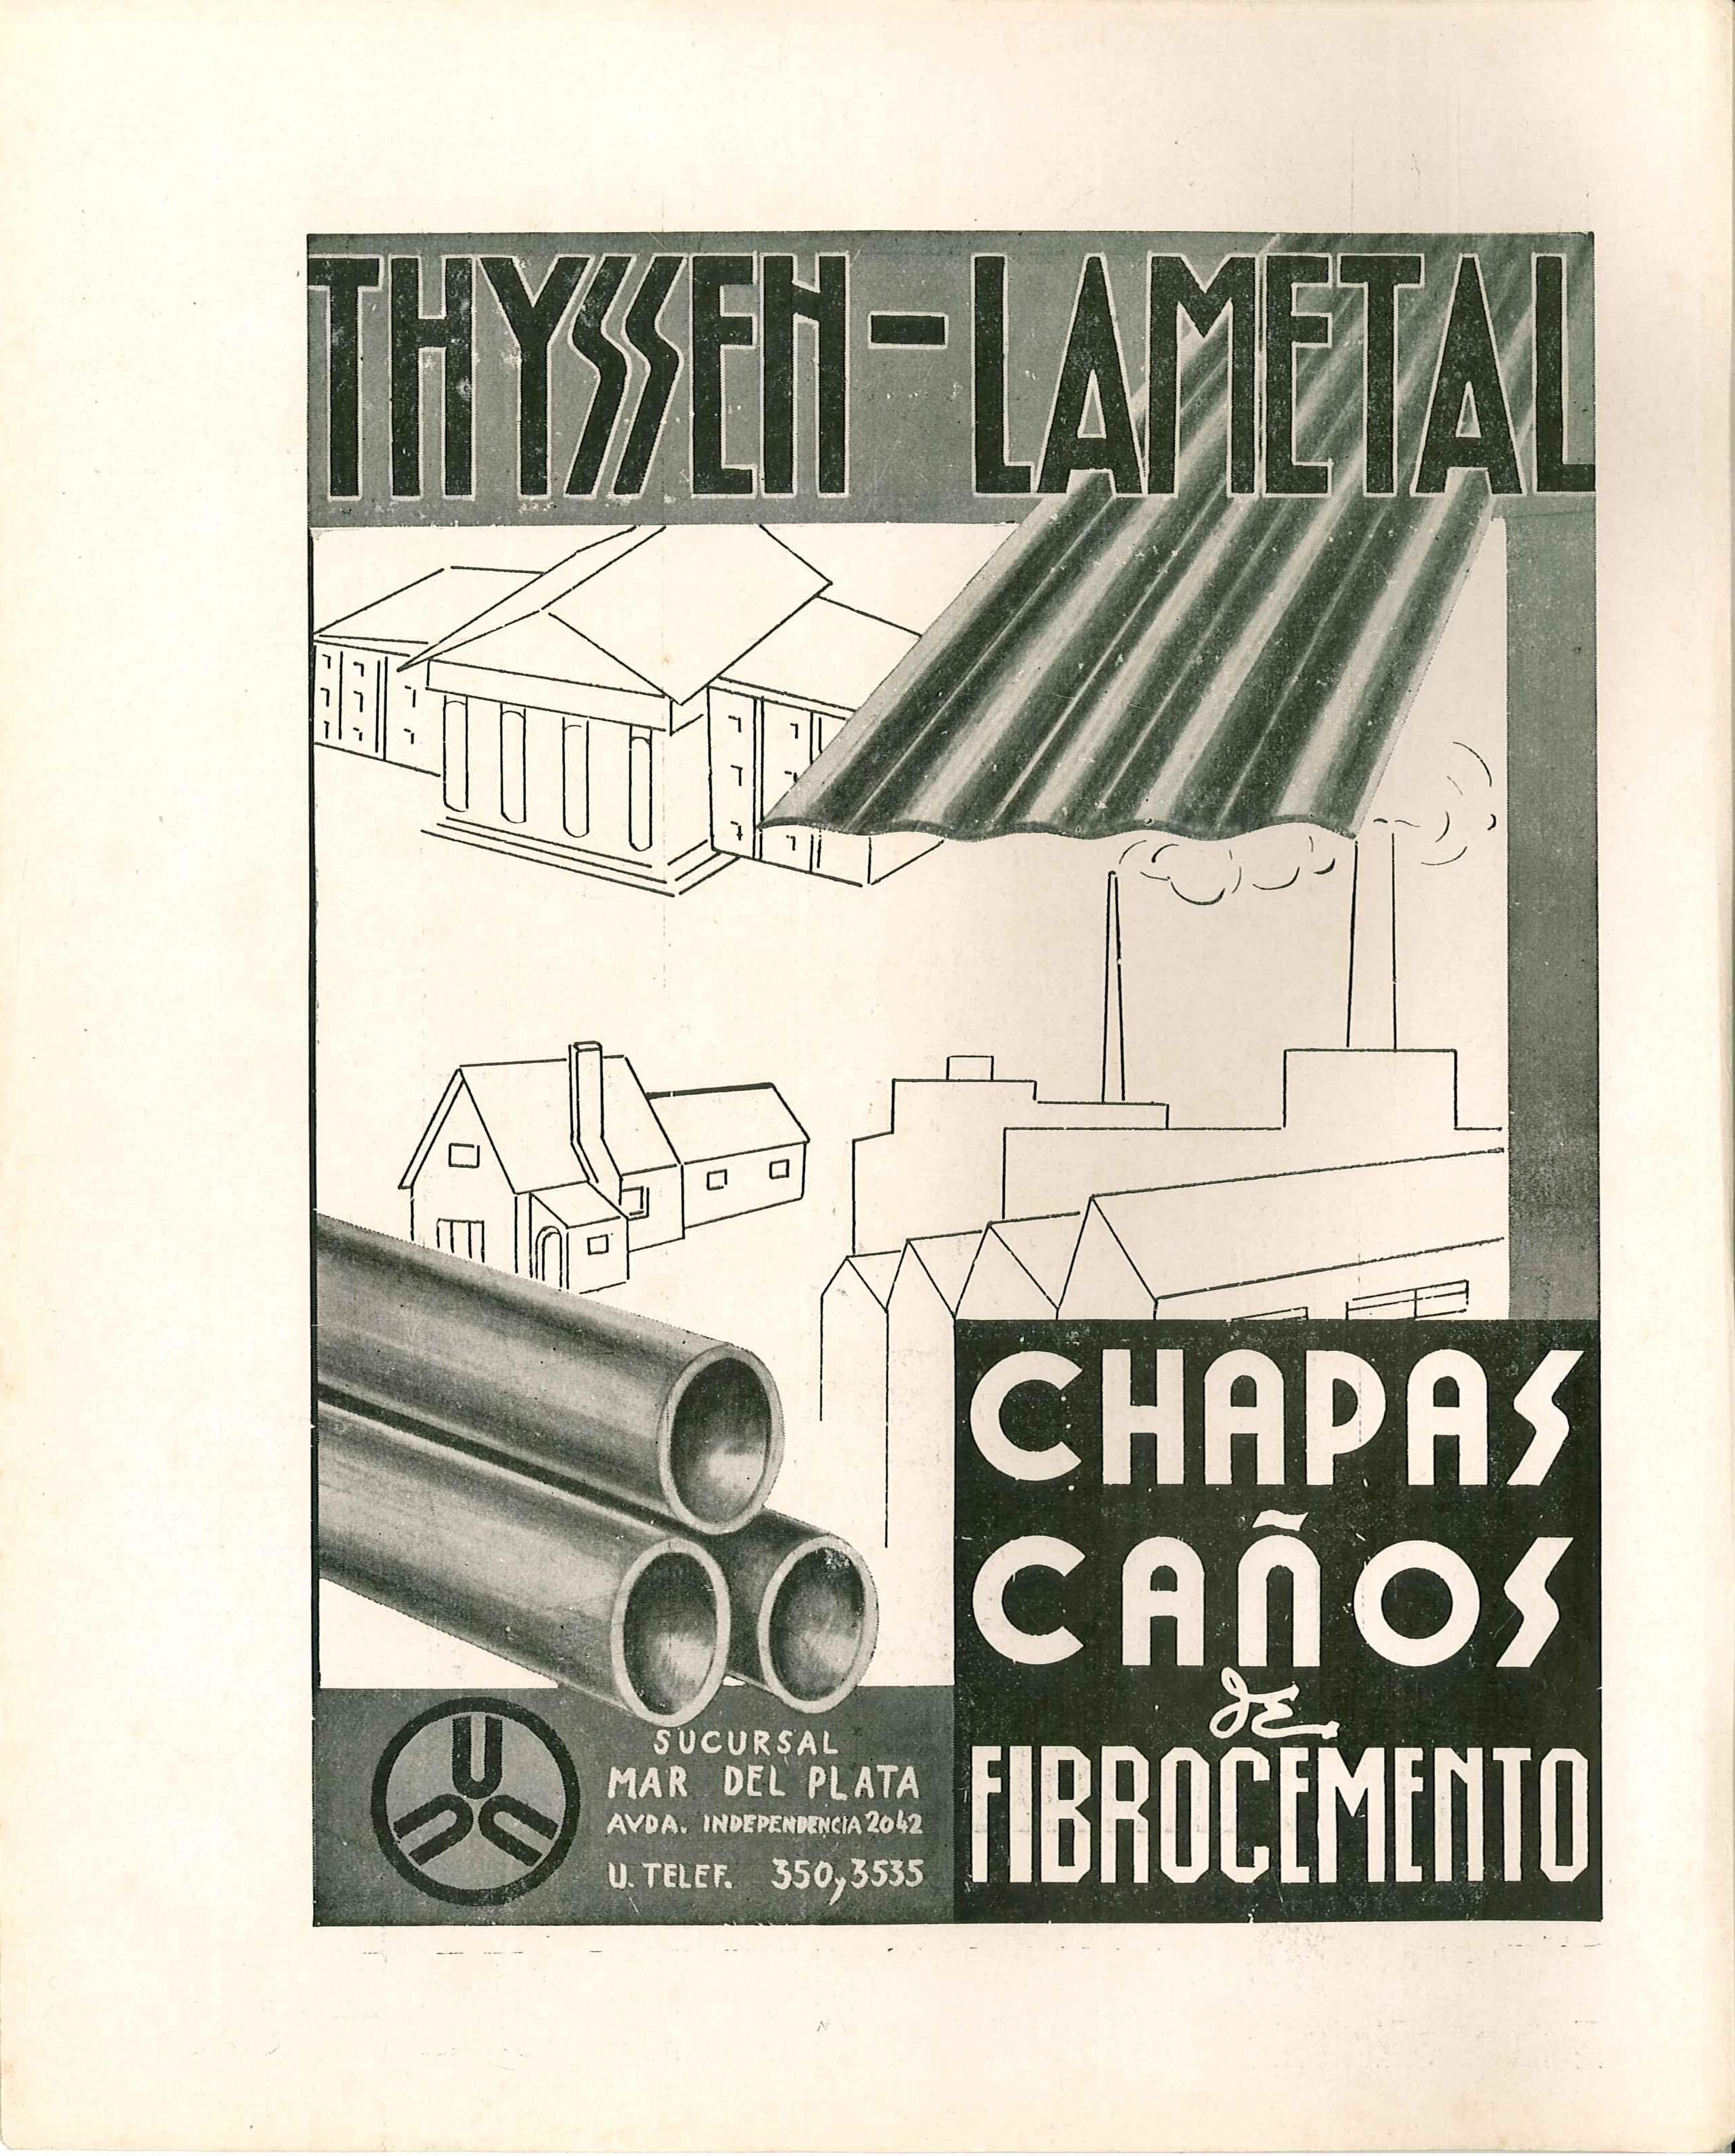 THYSSEN-LAMETAL
CHAPAS
CAÑOS
de
FIBROCEMENTO
SUCURSAL
MAR DEL PLATA
AVDA. INDEPENDENCIA 2042
U. TELEF. 350 y 3535